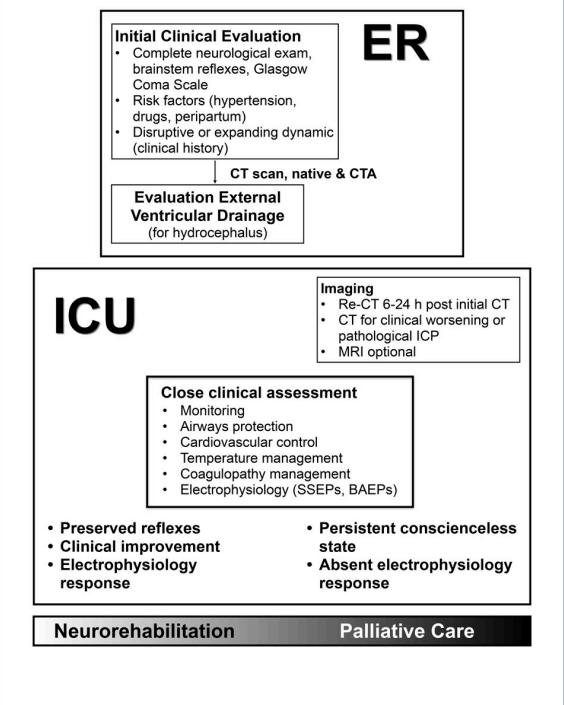 ER
Initial Clinical Evaluation
• Complete neurological exam,
brainstem reflexes, Glasgow
Coma Scale
• Risk factors (hypertension,
drugs, peripartum)
• Disruptive or expanding dynamic
(clinical history)
CT scan, native & CTA
Evaluation External
Ventricular Drainage
(for hydrocephalus)
ICU
Imaging
• Re-CT 6-24 h post initial CT
• CT for clinical worsening or
pathological ICP
• MRI optional
Close clinical assessment
• Monitoring
• Airways protection
• Cardiovascular control
• Temperature management
• Coagulopathy management
• Electrophysiology (SSEPs, BAEPs)
• Preserved reflexes
• Clinical improvement
• Electrophysiology
response
• Persistent conscienceless
state
• Absent electrophysiology
response
Neurorehabilitation
Palliative Care